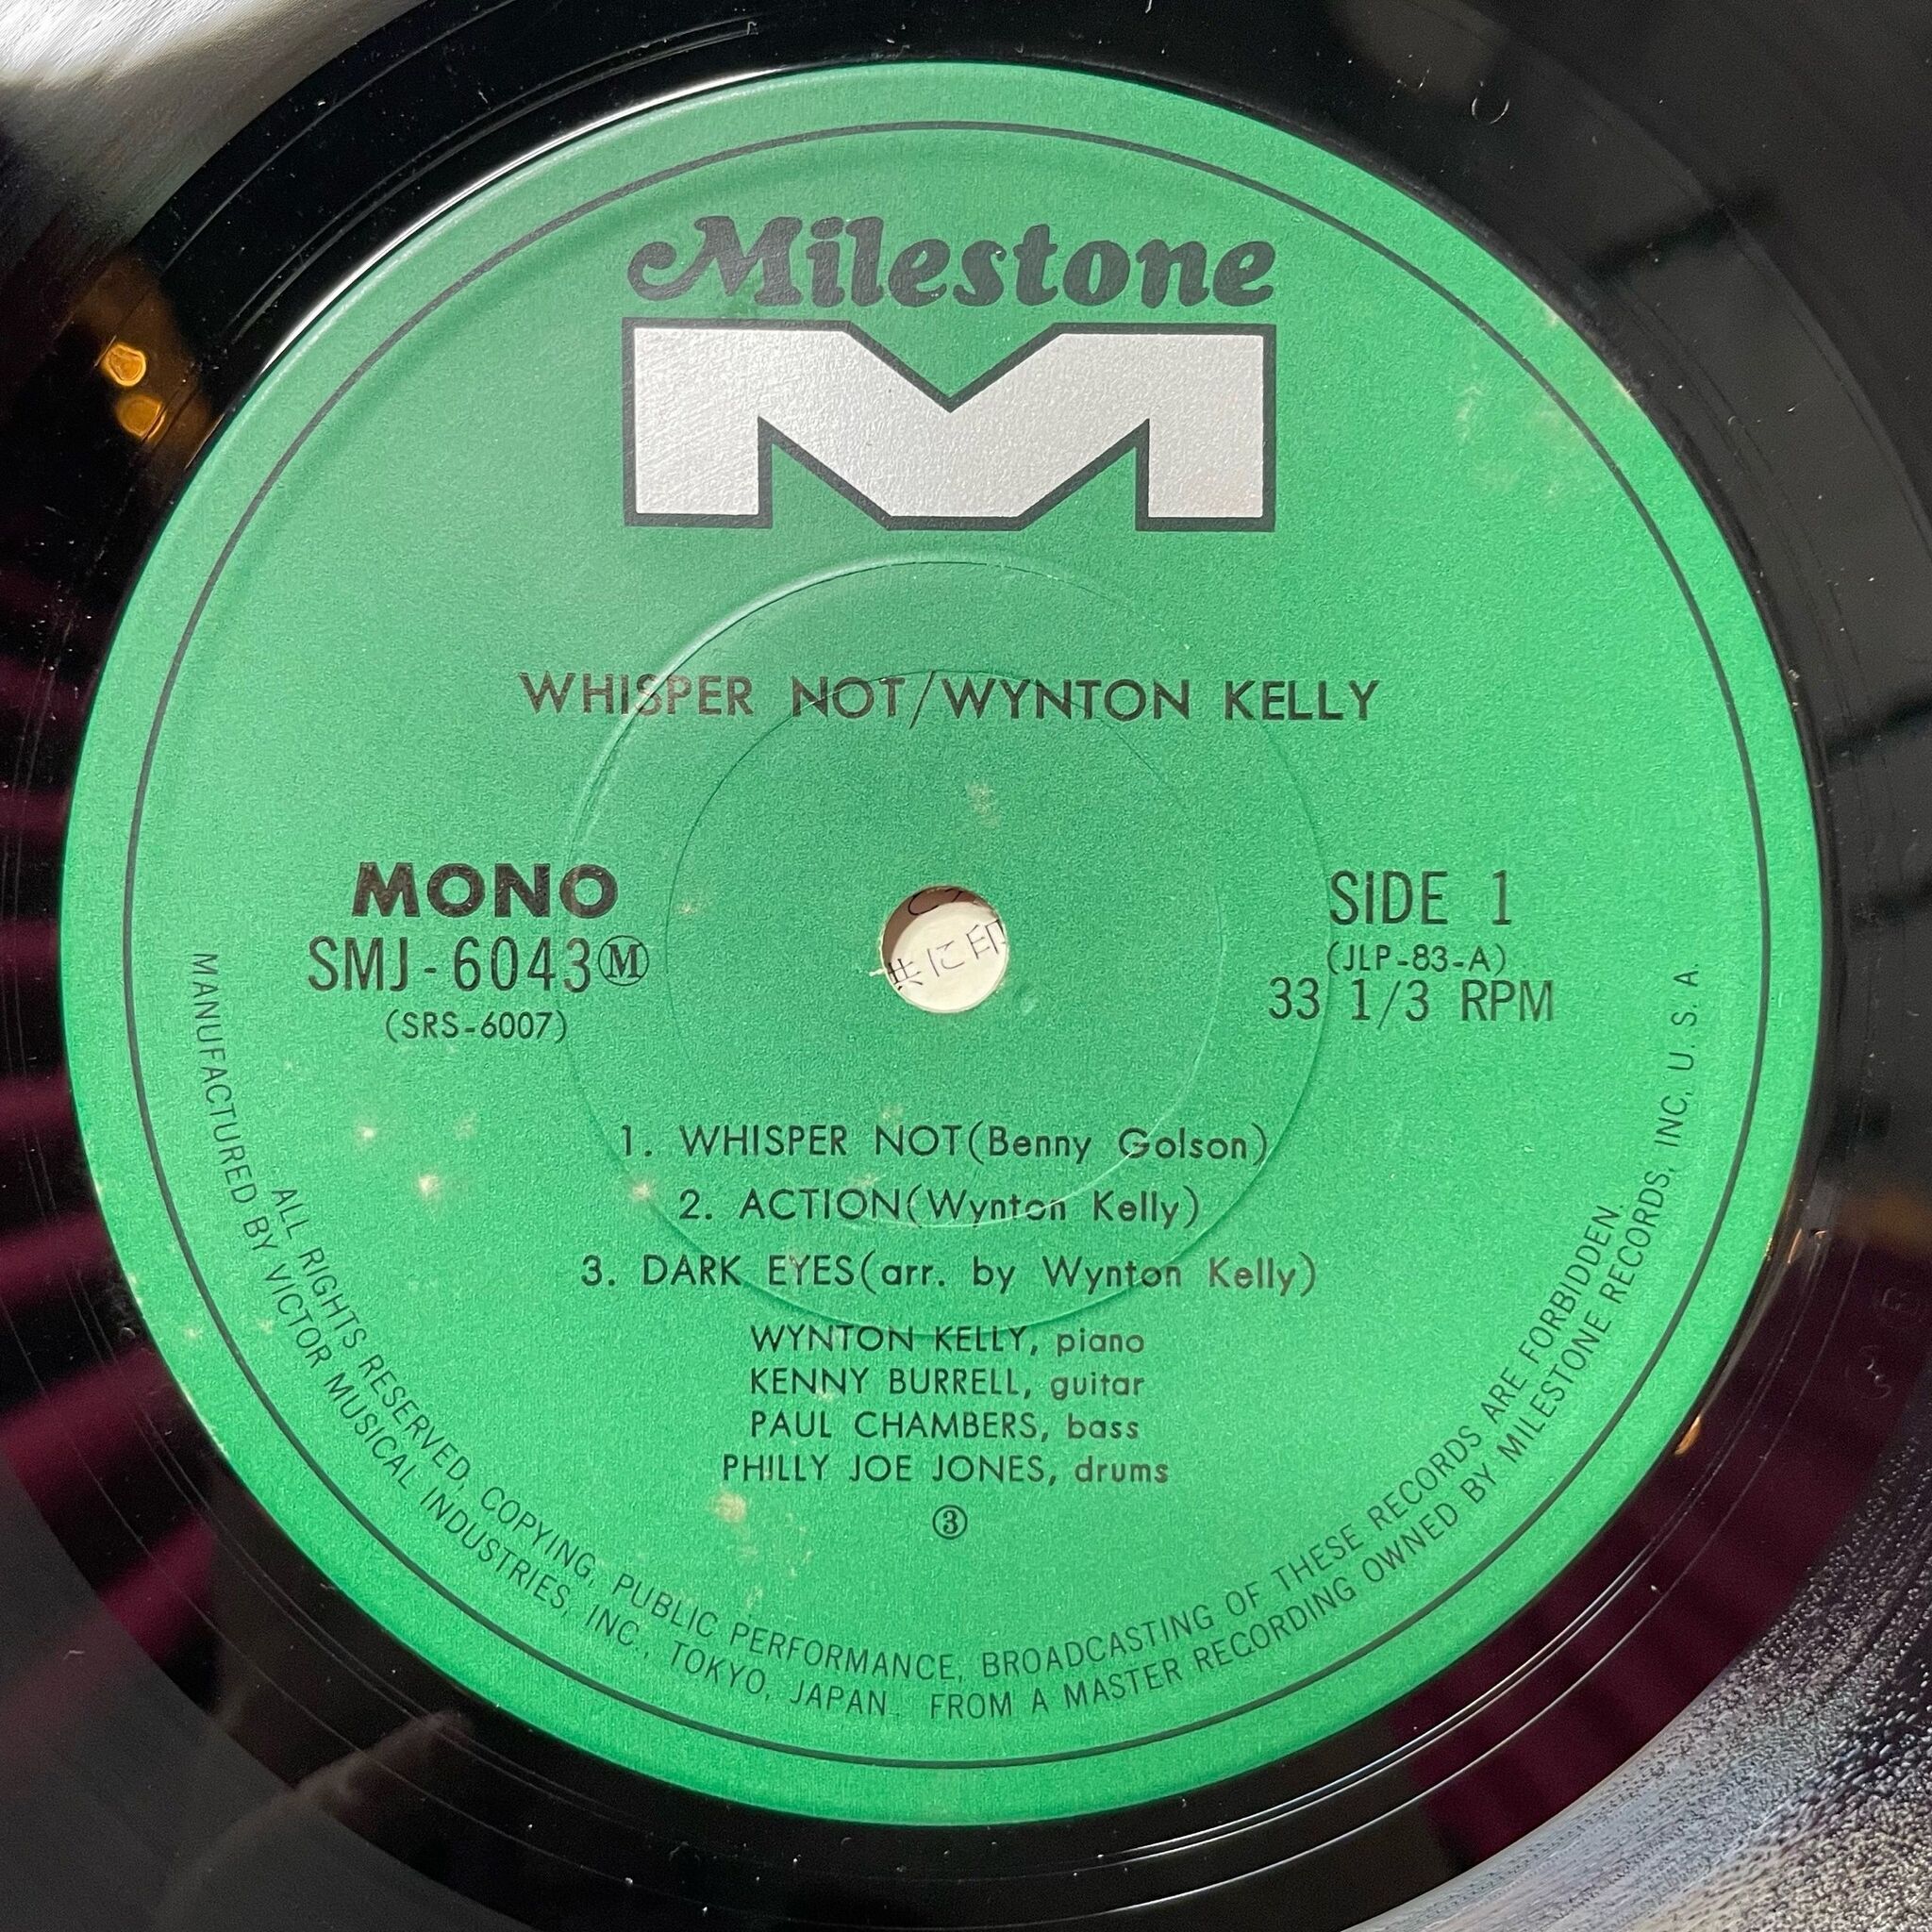 Milestone
M
WHISPER NOT/WYNTON KELLY
MONO
SMJ-6043Ⓜ
(SRS-6007)
SIDE 1
(JLP-83-A)
33 1/3 RPM
共に印
1. WHISPER NOT(Benny Golson)
2. ACTION(Wynton Kelly)
3. DARK EYES(arr. by Wynton Kelly)
WYNTON KELLY, piano
KENNY BURRELL, guitar
PAUL CHAMBERS, bass
PHILLY JOE JONES, drums
③
ALL RIGHTS RESERVED, COPYING, PUBLIC PERFORMANCE, BROADCASTING OF THESE RECORDS ARE FORBIDDEN.
MANUFACTURED BY VICTOR MUSICAL INDUSTRIES, INC., TOKYO, JAPAN. FROM A MASTER RECORDING OWNED BY MILESTONE RECORDS, INC, U. S. A.